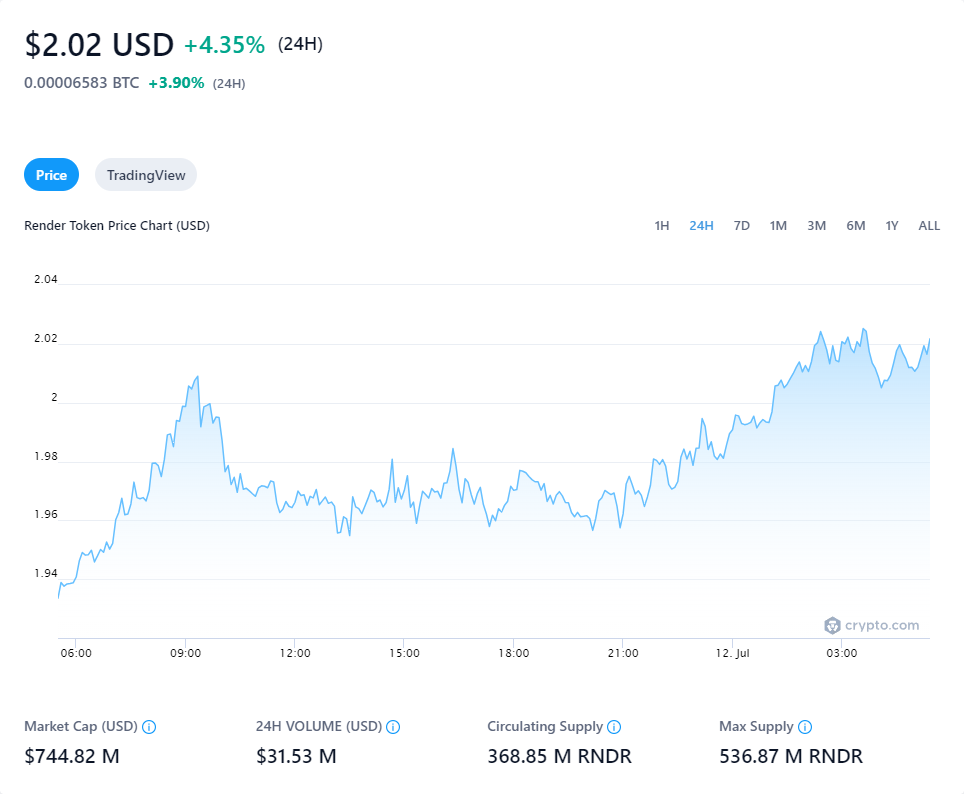 $2.02 USD +4.35% (24H)
0.00006583 BTC +3.90% (24H)
Price TradingView
Render Token Price Chart (USD) 1H 24H 7D 1M 3M 6M 1Y ALL
2.04
2.02
2
1.98
1.96
1.94
crypto.com
06:00 09:00 12:00 15:00 18:00 21:00 12. Jul 03:00
Market Cap (USD) 24H VOLUME (USD) Circulating Supply Max Supply
$744.82 M $31.53 M 368.85 M RNDR 536.87 M RNDR